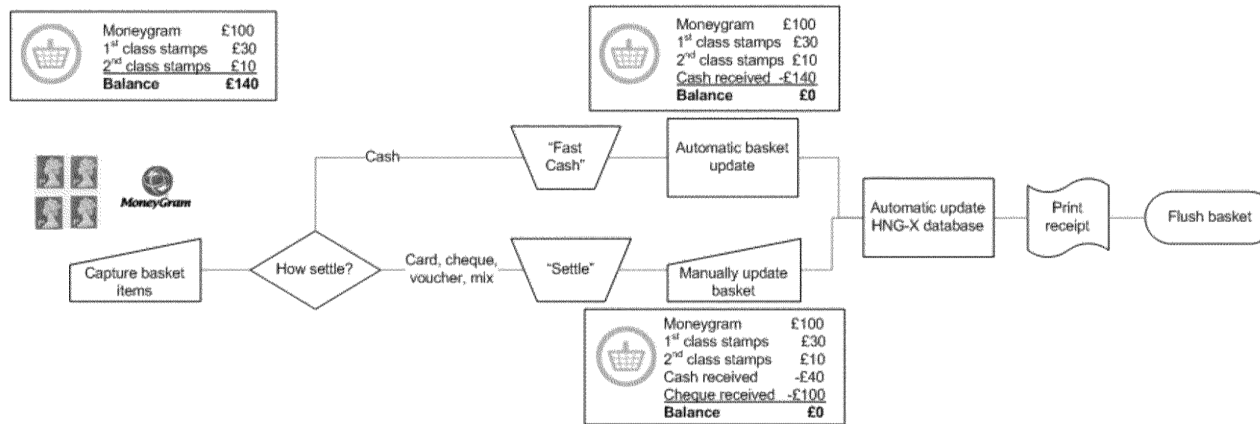 Moneygram £100
1st class stamps £30
2nd class stamps £10
Balance £140
Moneygram £100
1st class stamps £30
2nd class stamps £10
Cash received -£140
Balance £0
MoneyGram
Capture basket
items
How settle?
Cash
"Fast
Cash"
Automatic basket
update
Card, cheque,
voucher, mix
"Settle"
Manually update
basket
Automatic update
HNG-X database
Print
receipt
Flush basket
Moneygram £100
1st class stamps £30
2nd class stamps £10
Cash received -£40
Cheque received -£100
Balance £0